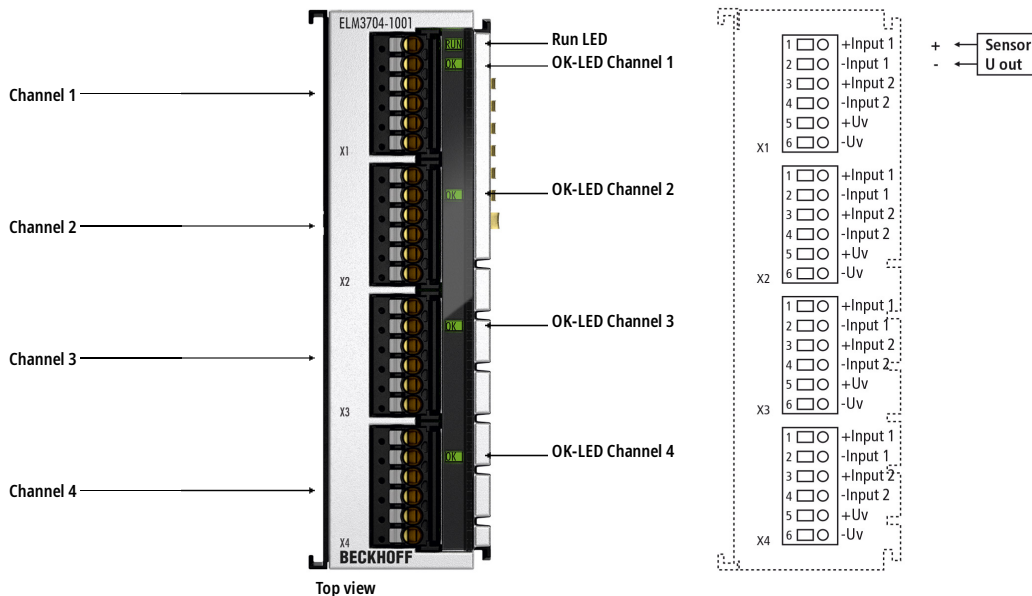 ELM3704-1001
RUN
Run LED
OK
OK-LED Channel 1
Channel 1
X1
OK
OK-LED Channel 2
Channel 2
X2
OK
OK-LED Channel 3
Channel 3
X3
OK
OK-LED Channel 4
Channel 4
X4
BECKHOFF
Top view
1 +Input 1
2 -Input 1
3 +Input 2
4 -Input 2
5 +Uv
6 -Uv
X1
1 +Input 1
2 -Input 1
3 +Input 2
4 -Input 2
5 +Uv
6 -Uv
X2
1 +Input 1
2 -Input 1
3 +Input 2
4 -Input 2
5 +Uv
6 -Uv
X3
1 +Input 1
2 -Input 1
3 +Input 2
4 -Input 2
5 +Uv
6 -Uv
X4
+ Sensor
- U out